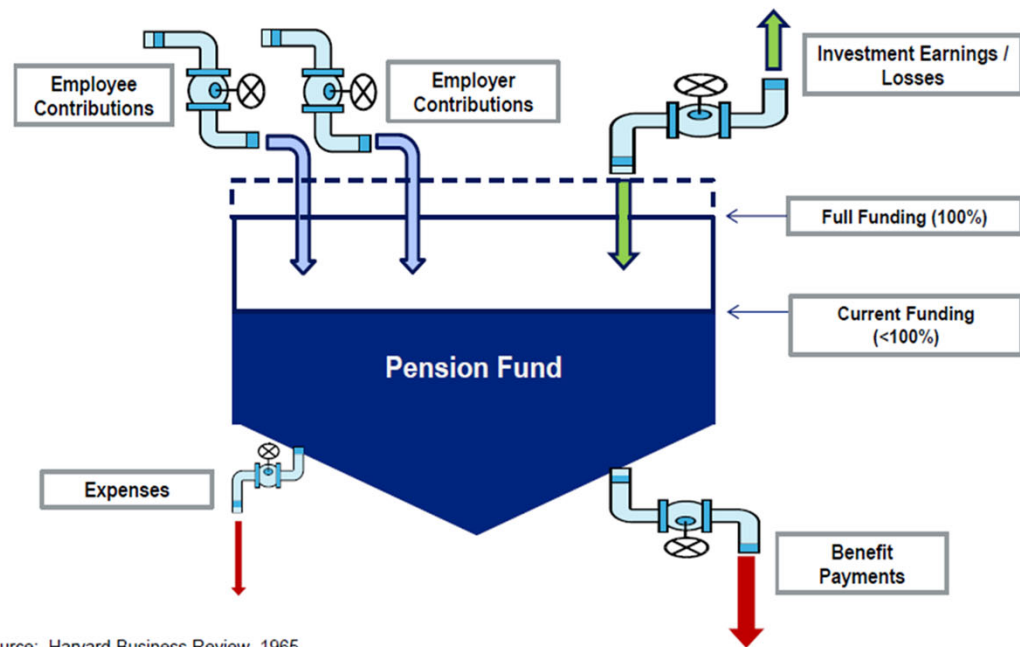 Employee
Contributions
Employer
Contributions
Investment Earnings /
Losses
Full Funding (100%)
Current Funding
(<100%)
Pension Fund
Expenses
Benefit
Payments
urce: Harvard Business Review, 1965